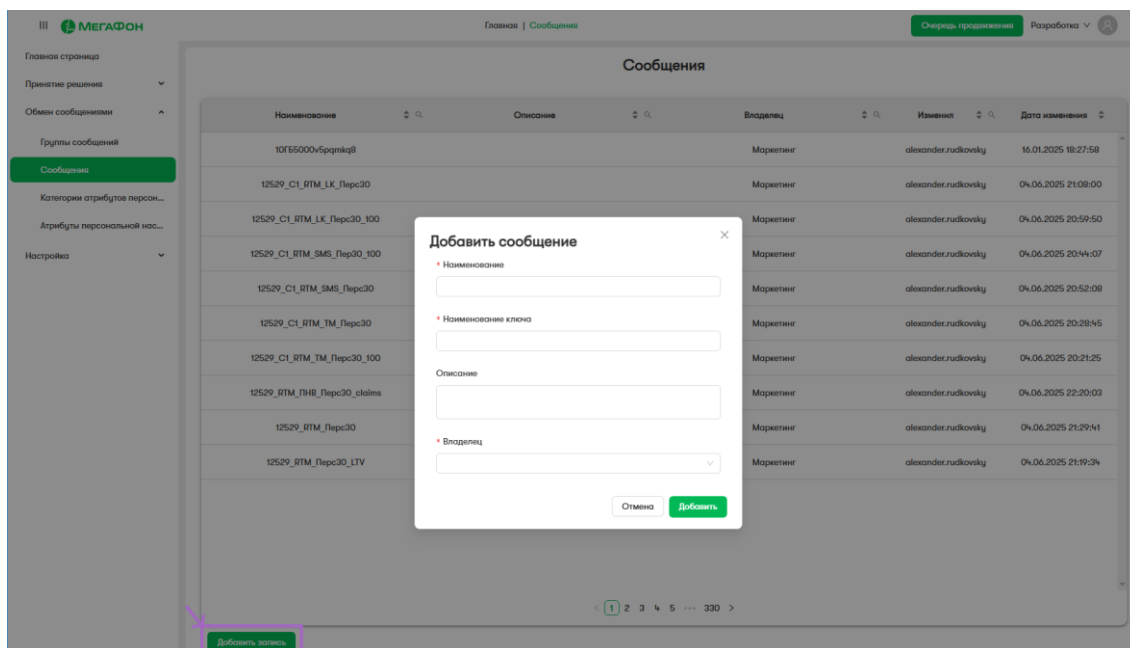 МЕГАФОН
Главная | Сообщения
Очередь продвижения
Разработка
Главная страница
Принятие решения
Обмен сообщениями
Группы сообщений
Сообщения
Категории атрибутов персон...
Атрибуты персональной нас...
Настройка
Сообщения
Наименование Описание Владелец Изменил Дата изменения
10Г55000v5pqmkq8 Маркетинг alexander.rudkovsky 16.01.2025 18:27:58
12529_C1_RTM_LK_Перс30 Маркетинг alexander.rudkovsky 04.06.2025 21:08:00
12529_C1_RTM_LK_Перс30_100 Маркетинг alexander.rudkovsky 04.06.2025 20:59:50
12529_C1_RTM_SMS_Перс30_100 Маркетинг alexander.rudkovsky 04.06.2025 20:44:07
12529_C1_RTM_SMS_Перс30 Маркетинг alexander.rudkovsky 04.06.2025 20:52:08
12529_C1_RTM_TM_Перс30 Маркетинг alexander.rudkovsky 04.06.2025 20:28:45
12529_C1_RTM_TM_Перс30_100 Маркетинг alexander.rudkovsky 04.06.2025 20:21:25
12529_RTM_ПНВ_Перс30_claims Маркетинг alexander.rudkovsky 04.06.2025 22:20:03
12529_RTM_Перс30 Маркетинг alexander.rudkovsky 04.06.2025 21:29:41
12529_RTM_Перс30_LTV Маркетинг alexander.rudkovsky 04.06.2025 21:19:34
Добавить сообщение
* Наименование
* Наименование ключа
Описание
* Владелец
Отмена Добавить
< 1 2 3 4 5 ... 330 >
Добавить запись